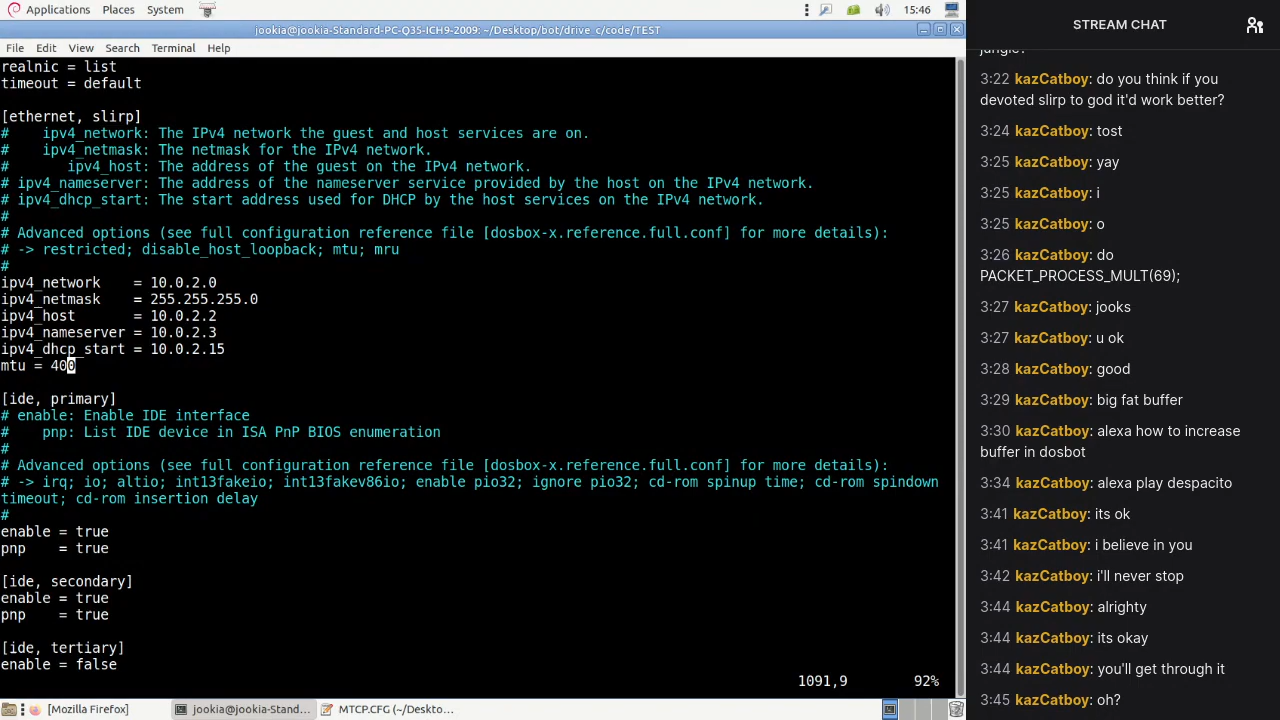 Applications Places System 15:46
jookia@jookia-Standard-PC-Q35-ICH9-2009: ~/Desktop/bot/drive_c/code/TEST
File Edit View Search Terminal Help
realnic = list
timeout = default
[ethernet, slirp]
#    ipv4_network: The IPv4 network the guest and host services are on.
#    ipv4_netmask: The netmask for the IPv4 network.
#       ipv4_host: The address of the guest on the IPv4 network.
# ipv4_nameserver: The address of the nameserver service provided by the host on the IPv4 network.
# ipv4_dhcp_start: The start address used for DHCP by the host services on the IPv4 network.
#
# Advanced options (see full configuration reference file [dosbox-x.reference.full.conf] for more details):
# -> restricted; disable_host_loopback; mtu; mru
#
ipv4_network    = 10.0.2.0
ipv4_netmask    = 255.255.255.0
ipv4_host       = 10.0.2.2
ipv4_nameserver = 10.0.2.3
ipv4_dhcp_start = 10.0.2.15
mtu = 400
[ide, primary]
# enable: Enable IDE interface
#    pnp: List IDE device in ISA PnP BIOS enumeration
#
# Advanced options (see full configuration reference file [dosbox-x.reference.full.conf] for more details):
# -> irq; io; altio; int13fakeio; int13fakev86io; enable pio32; ignore pio32; cd-rom spinup time; cd-rom spindown
timeout; cd-rom insertion delay
#
enable = true
pnp    = true
[ide, secondary]
enable = true
pnp    = true
[ide, tertiary]
enable = false
1091,9 92%
[Mozilla Firefox] jookia@jookia-Stand... MTCP.CFG (~/Deskto...
STREAM CHAT
jungle?
3:22 kazCatboy: do you think if you
devoted slirp to god it'd work better?
3:24 kazCatboy: tost
3:25 kazCatboy: yay
3:25 kazCatboy: i
3:25 kazCatboy: o
3:26 kazCatboy: do
PACKET_PROCESS_MULT(69);
3:27 kazCatboy: jooks
3:27 kazCatboy: u ok
3:28 kazCatboy: good
3:29 kazCatboy: big fat buffer
3:30 kazCatboy: alexa how to increase
buffer in dosbot
3:34 kazCatboy: alexa play despacito
3:41 kazCatboy: its ok
3:41 kazCatboy: i believe in you
3:42 kazCatboy: i'll never stop
3:44 kazCatboy: alrighty
3:44 kazCatboy: its okay
3:44 kazCatboy: you'll get through it
3:45 kazCatboy: oh?